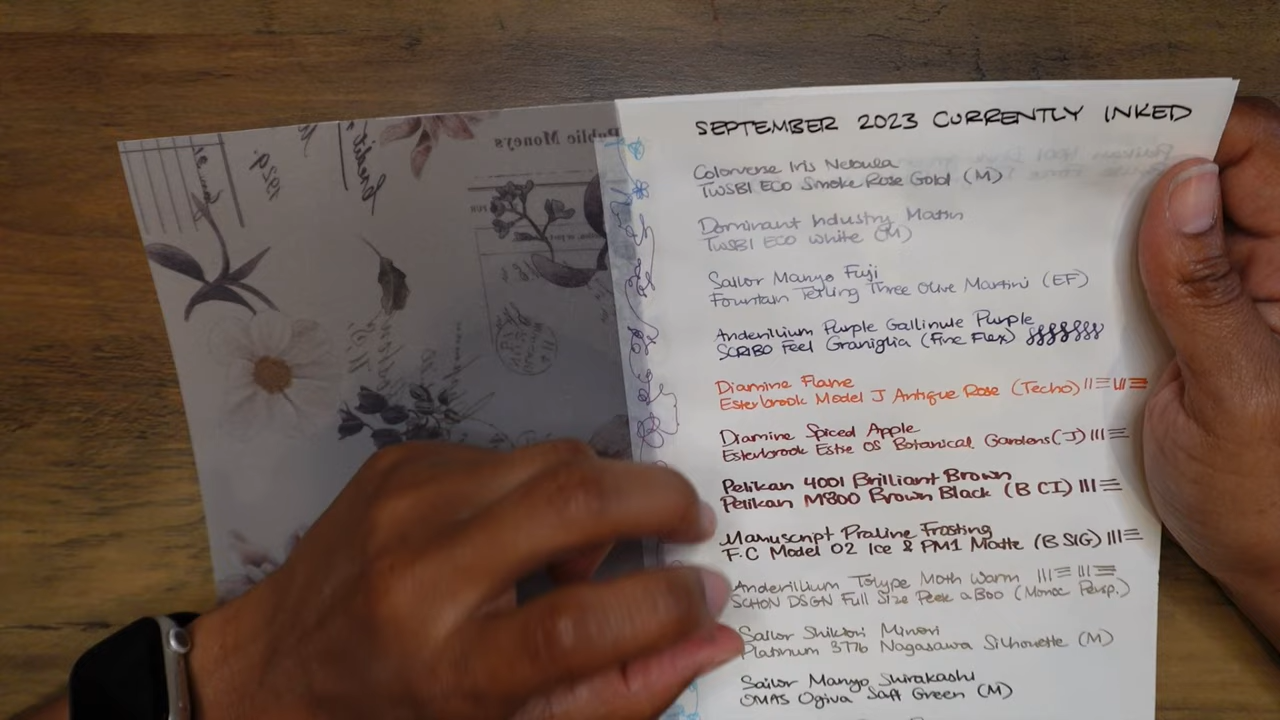 Public Moneys
SEPTEMBER 2023 CURRENTLY INKED
Colorverse Iris Nebula
TWSBI ECO Smoke Rose Gold (M)
Dominant Industry Matin
TWSBI ECO White (M)
Sailor Manyo Fuji
Fountain Terling Three Olive Martini (EF)
Anderillium Purple Gallinule Purple
SCRIBO Feel Graniglia (Fine Flex)
Diamine Flame
Esterbrook Model J Antique Rose (Techo)
Diamine Spiced Apple
Esterbrook Estie OS Botanical Gardens (J)
Pelikan 4001 Brilliant Brown
Pelikan M800 Brown Black (B CI)
Manuscript Praline Frosting
F.C Model 02 Ice & PM1 Matte (B SIG)
Anderillium Tolype Moth Warm
SCHON DSGN Full Size Peek a Boo (Monoc Persp.)
Sailor Shikiori Minori
Platinum 3776 Nagasawa Silhouette (M)
Sailor Manyo Shirakashi
OMAS Ogiva Saft Green (M)